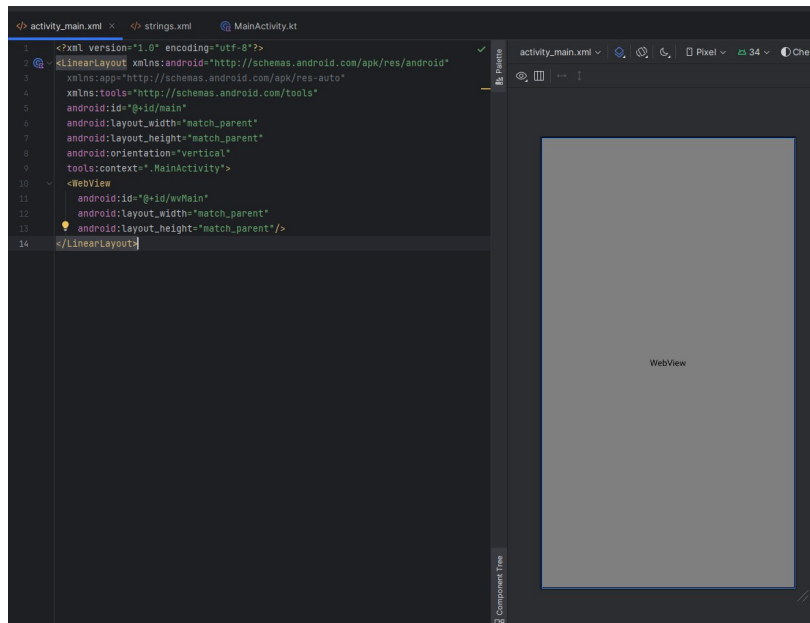 activity_main.xml strings.xml MainActivity.kt
1 <?xml version="1.0" encoding="utf-8"?>
2 <LinearLayout xmlns:android="http://schemas.android.com/apk/res/android"
3 xmlns:app="http://schemas.android.com/apk/res-auto"
4 xmlns:tools="http://schemas.android.com/tools"
5 android:id="@+id/main"
6 android:layout_width="match_parent"
7 android:layout_height="match_parent"
8 android:orientation="vertical"
9 tools:context=".MainActivity">
10 <WebView
11 android:id="@+id/wvMain"
12 android:layout_width="match_parent"
13 android:layout_height="match_parent"/>
14 </LinearLayout>
Palette
activity_main.xml Pixel 34 Che
WebView
Component Tree